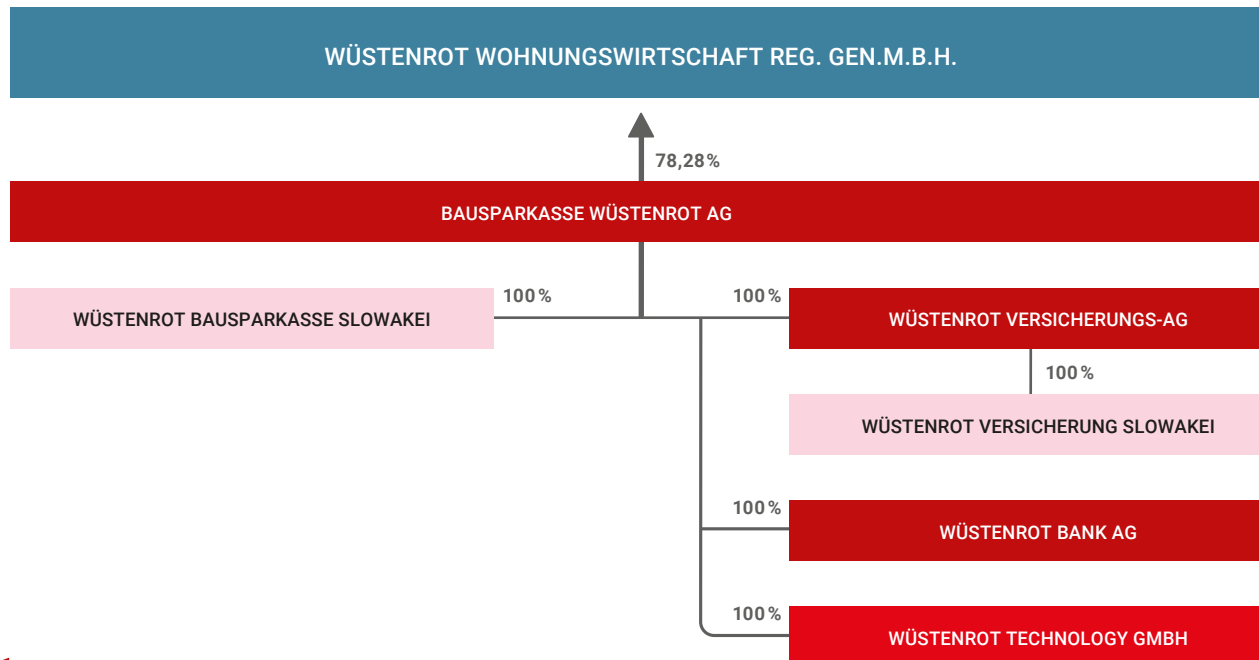 WÜSTENROT WOHNUNGSWIRTSCHAFT REG. GEN.M.B.H.
78,28%
BAUSPARKASSE WÜSTENROT AG
100%
100%
WÜSTENROT BAUSPARKASSE SLOWAKEI
WÜSTENROT VERSICHERUNGS-AG
100%
WÜSTENROT VERSICHERUNG SLOWAKEI
100%
WÜSTENROT BANK AG
100%
WÜSTENROT TECHNOLOGY GMBH